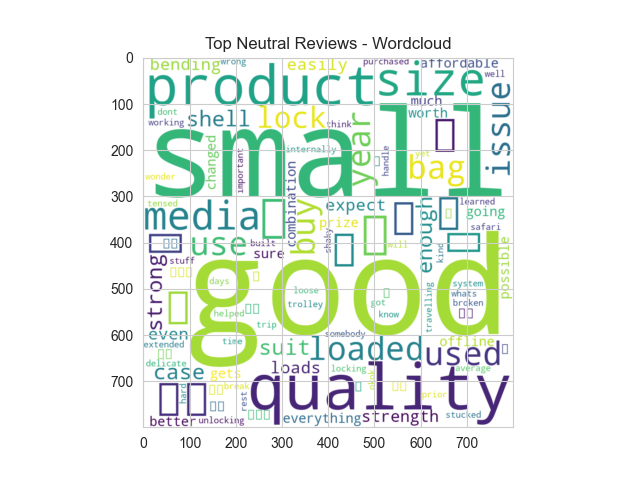 Top Neutral Reviews - Wordcloud
0
100
200
300
400
500
600
700
0 100 200 300 400 500 600 700
bending
wrong
easily
purchased
affordable
well
product
size
issue
dont
working
shell
lock
think
year
much
worth
small
changed
important
internally
handle
yet
bag
wonder
tensed
media
combination
buy
expect
prize
enough
learned
going
safari
use
built
sure
shaky
will
kind
possible
strong
stuff
good
days
loose
trolley
helped
trip
got
know
travelling
system
whats
broken
even
time
somebody
extended
delicate
suit
loaded
used
offline
case
gets
loads
locking
average
hard
break
rest
quality
prior
better
unlocking
everything
strength
stucked